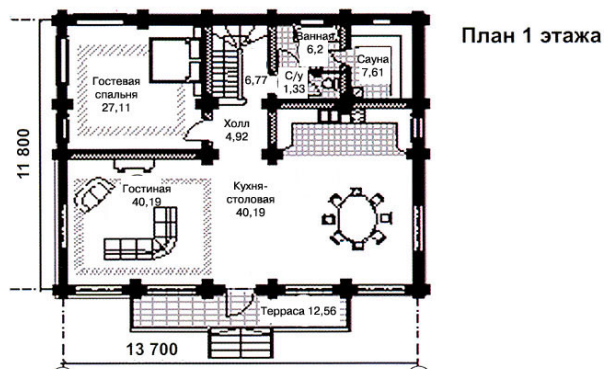 План 1 этажа
Ванная
6,2
Сауна
7,61
Гостевая
спальня
27,11
6,77
С/у
1,33
Холл
4,92
11 800
Гостиная
40,19
Кухня-
столовая
40,19
Терраса 12,56
13 700